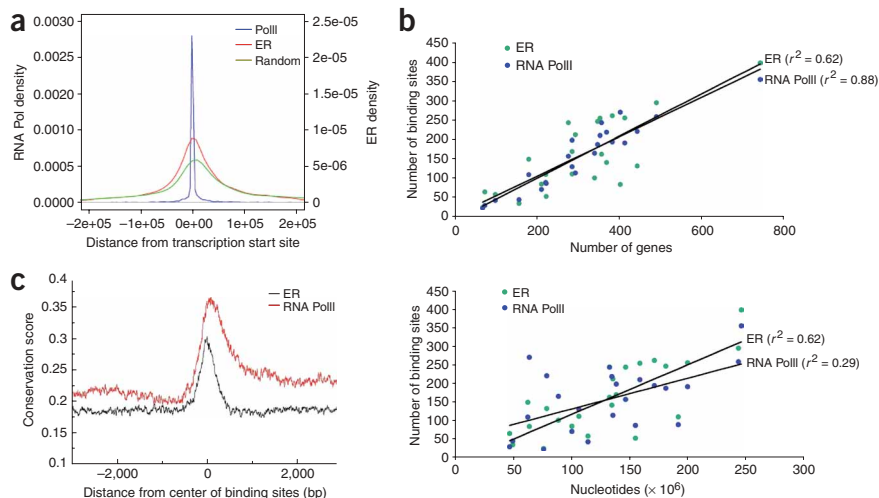 a
PolII
ER
Random
RNA Pol density
0.0030
0.0025
0.0020
0.0015
0.0010
0.0005
0.0000
ER density
2e-05
2e-05
1e-05
5e-06
0
−2e+05
−1e+05
0e+00
1e+05
2e+05
Distance from transcription start site
b
ER
RNA PolII
Number of binding sites
450
400
350
300
250
200
150
100
50
0
ER (r² = 0.62)
RNA PolII (r² = 0.88)
0
200
400
600
800
Number of genes
c
ER
RNA PolII
Conservation score
0.4
0.35
0.3
0.25
0.2
0.15
0.1
−2,000
0
2,000
Distance from center of binding sites (bp)
ER
RNA PolII
Number of binding sites
450
400
350
300
250
200
150
100
50
0
ER (r² = 0.62)
RNA PolII (r² = 0.29)
0
50
100
150
200
250
300
Nucleotides (× 10⁶)